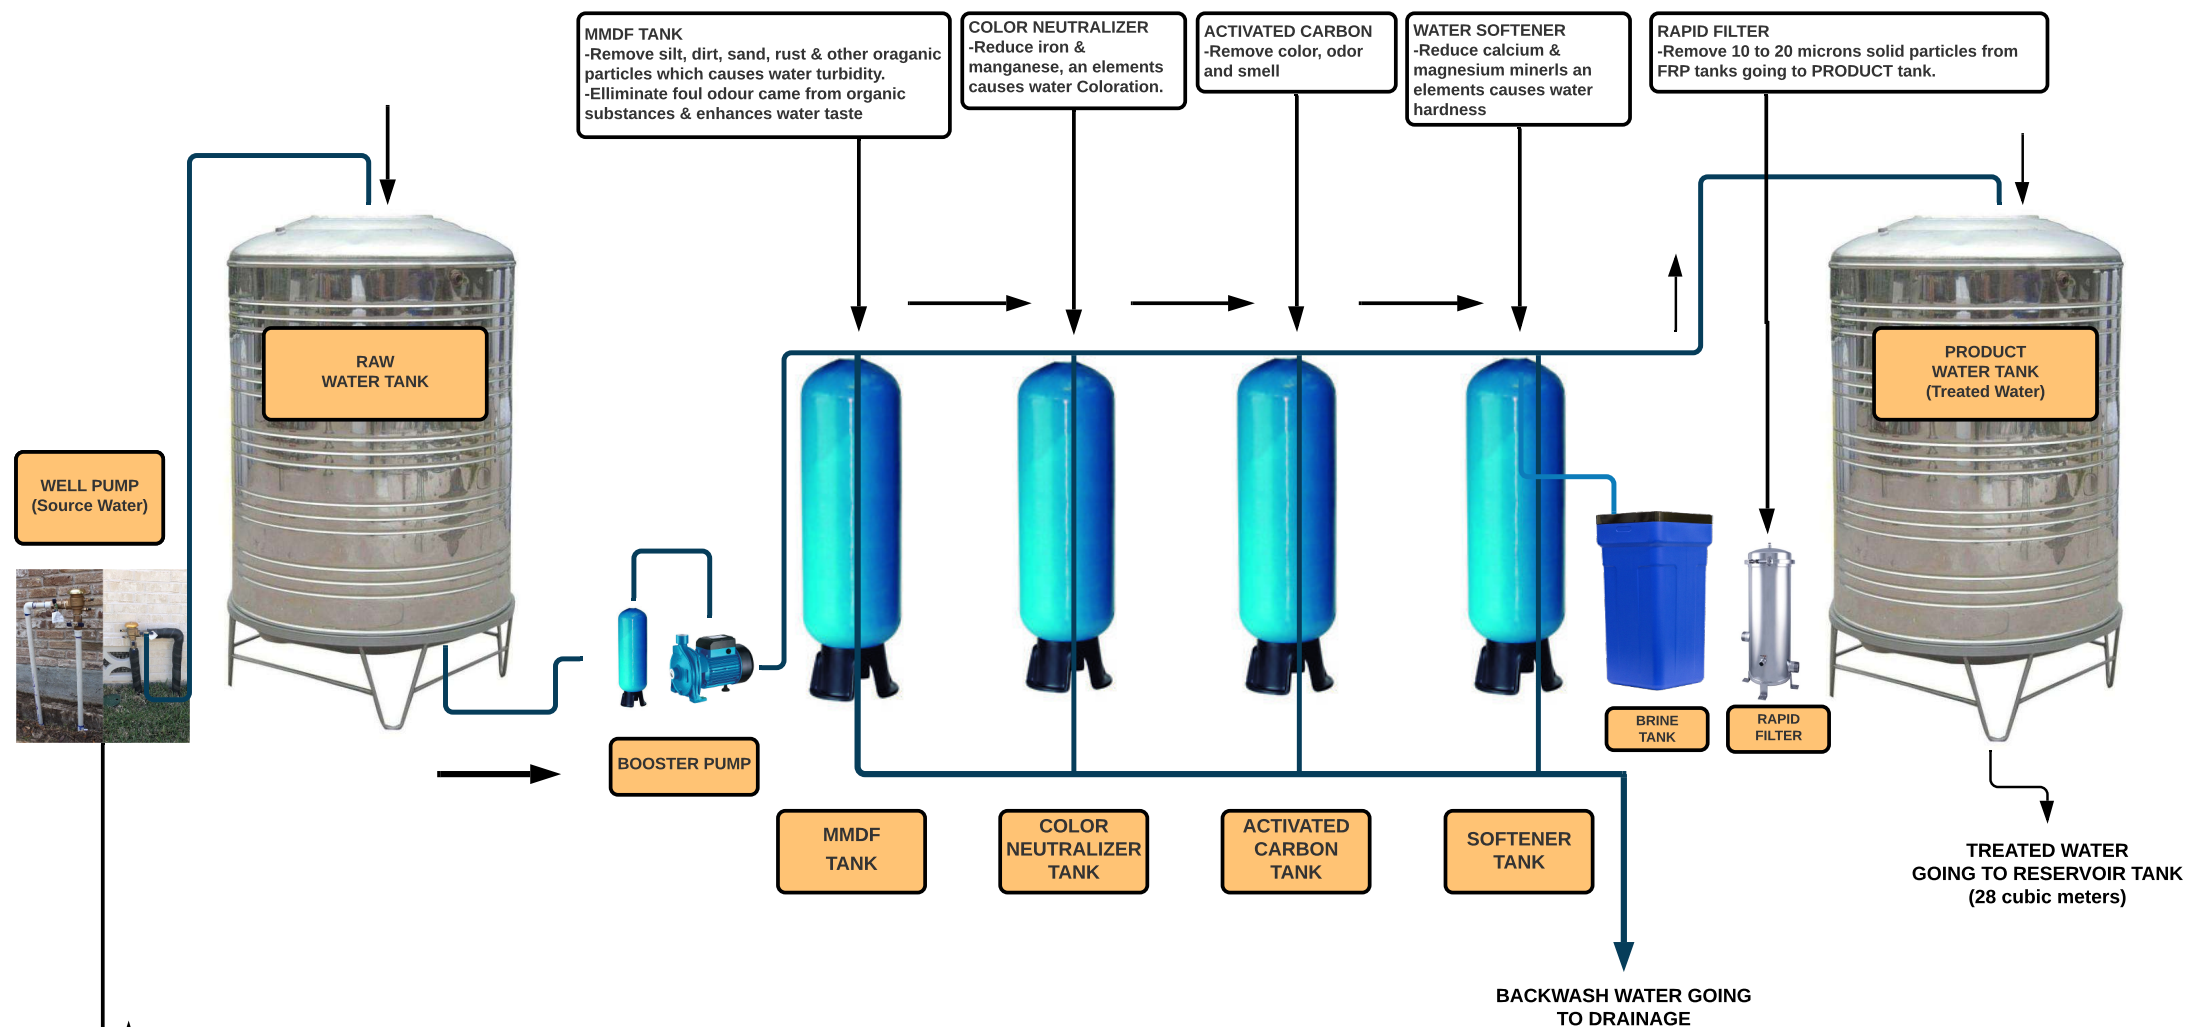 MMDF TANK
-Remove silt, dirt, sand, rust & other oraganic
particles which causes water turbidity.
-Elliminate foul odour came from organic
substances & enhances water taste
COLOR NEUTRALIZER
-Reduce iron &
manganese, an elements
causes water Coloration.
ACTIVATED CARBON
-Remove color, odor
and smell
WATER SOFTENER
-Reduce calcium &
magnesium minerls an
elements causes water
hardness
RAPID FILTER
-Remove 10 to 20 microns solid particles from
FRP tanks going to PRODUCT tank.
RAW
WATER TANK
PRODUCT
WATER TANK
(Treated Water)
WELL PUMP
(Source Water)
BRINE
TANK
RAPID
FILTER
BOOSTER PUMP
MMDF
TANK
COLOR
NEUTRALIZER
TANK
ACTIVATED
CARBON
TANK
SOFTENER
TANK
TREATED WATER
GOING TO RESERVOIR TANK
(28 cubic meters)
BACKWASH WATER GOING
TO DRAINAGE